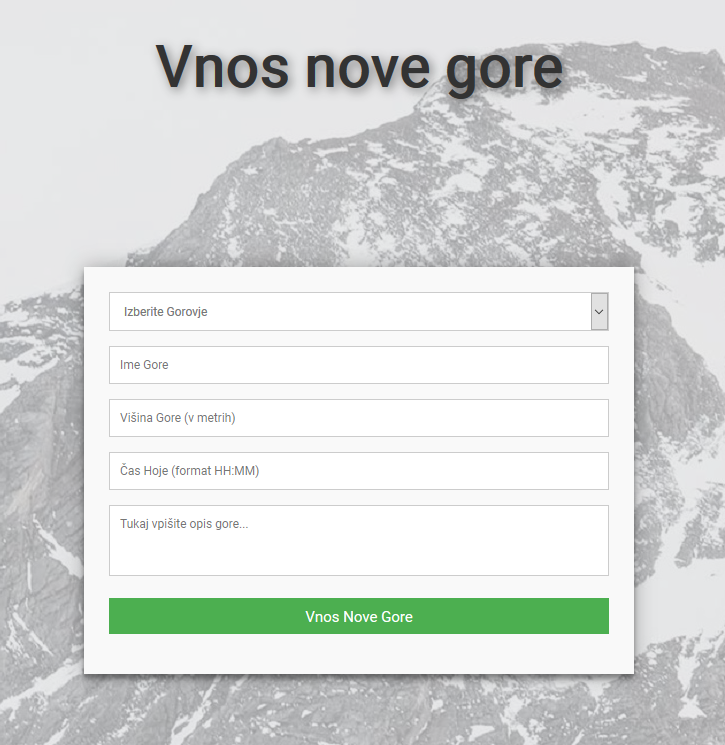 Vnos nove gore
Izberite Gorovje
Ime Gore
Višina Gore (v metrih)
Čas Hoje (format HH:MM)
Tukaj vpišite opis gore...
Vnos Nove Gore